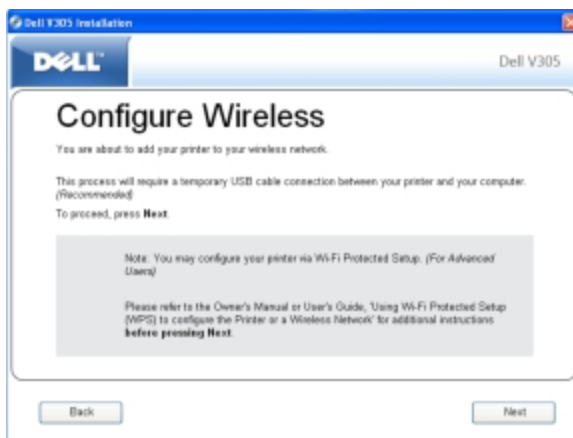 Dell V305 Installation
DELL™
Dell V305
Configure Wireless
You are about to add your printer to your wireless network.
This process will require a temporary USB cable connection between your printer and your computer.
(Recommended)
To proceed, press Next.
Note: You may configure your printer via Wi-Fi Protected Setup. (For Advanced
Users)
Please refer to the Owner's Manual or User's Guide, 'Using Wi-Fi Protected Setup
(WPS) to configure the Printer or a Wireless Network' for additional instructions
before pressing Next.
Back
Next